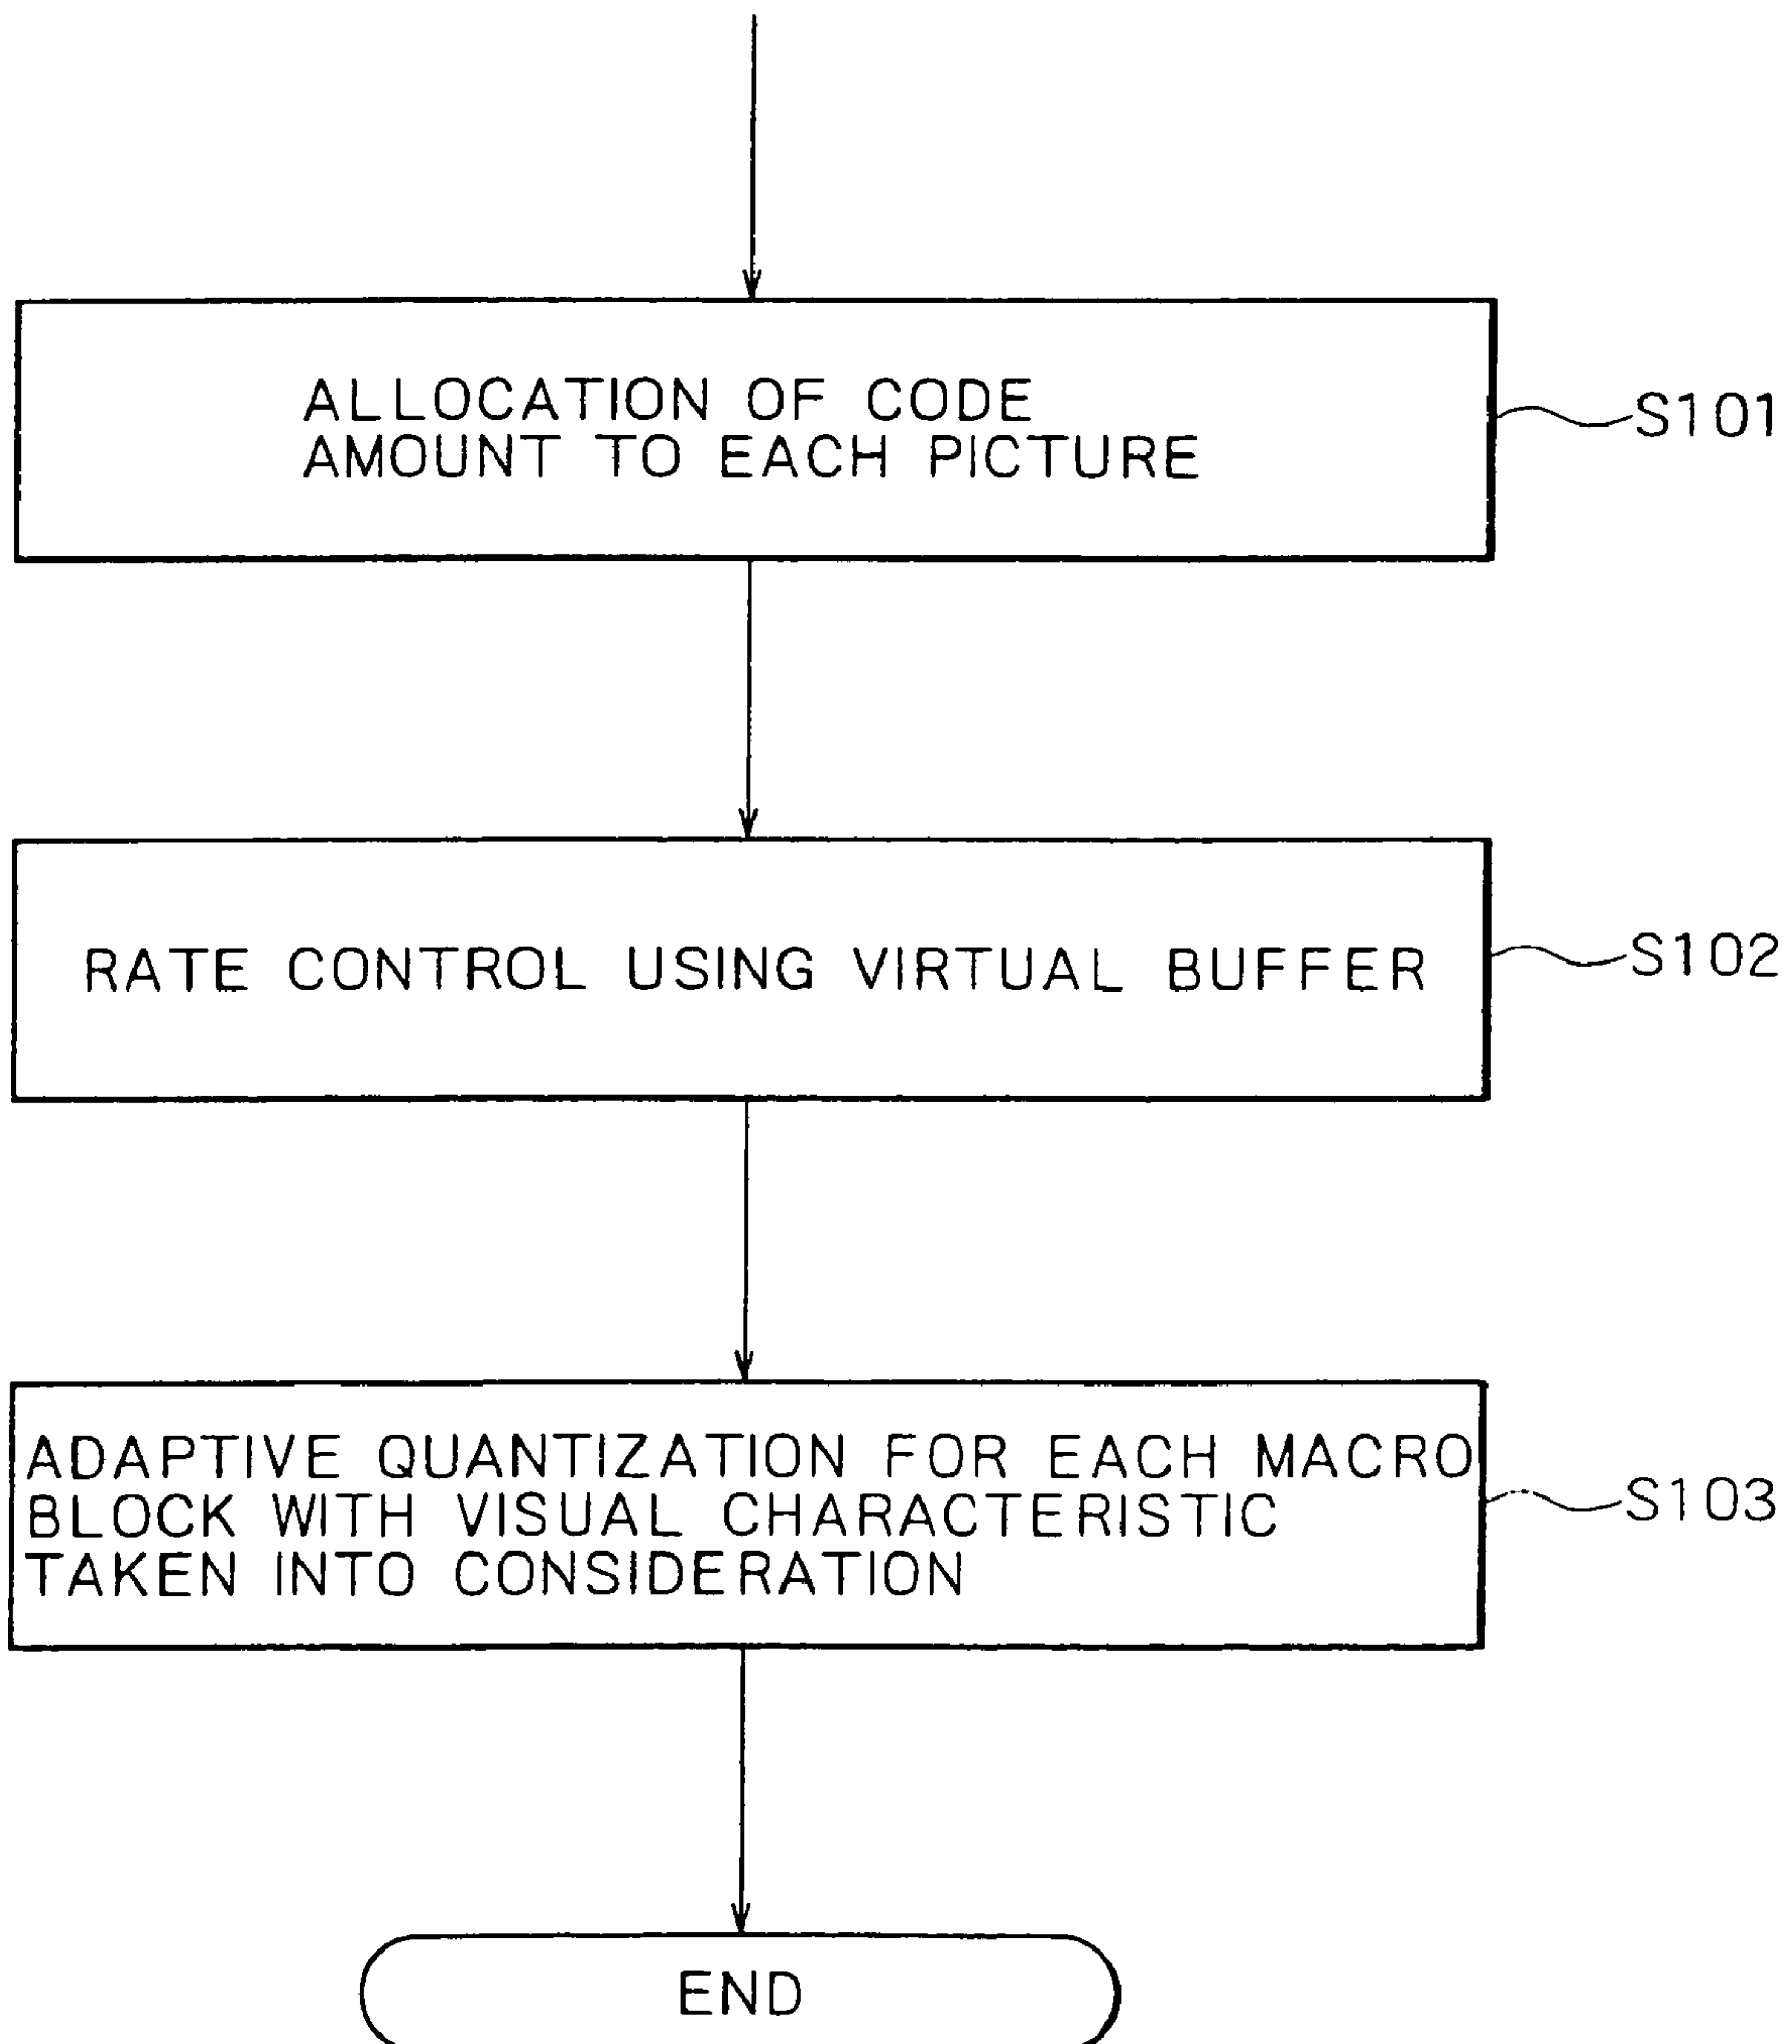 ALLOCATION OF CODE
AMOUNT TO EACH PICTURE
S101
RATE CONTROL USING VIRTUAL BUFFER
S102
ADAPTIVE QUANTIZATION FOR EACH MACRO
BLOCK WITH VISUAL CHARACTERISTIC
TAKEN INTO CONSIDERATION
S103
END